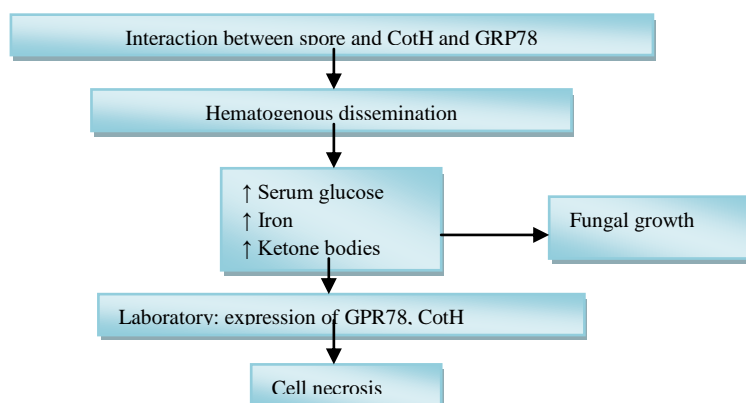 Interaction between spore and CotH and GRP78
Hematogenous dissemination
↑ Serum glucose
↑ Iron
↑ Ketone bodies
Fungal growth
Laboratory: expression of GPR78, CotH
Cell necrosis